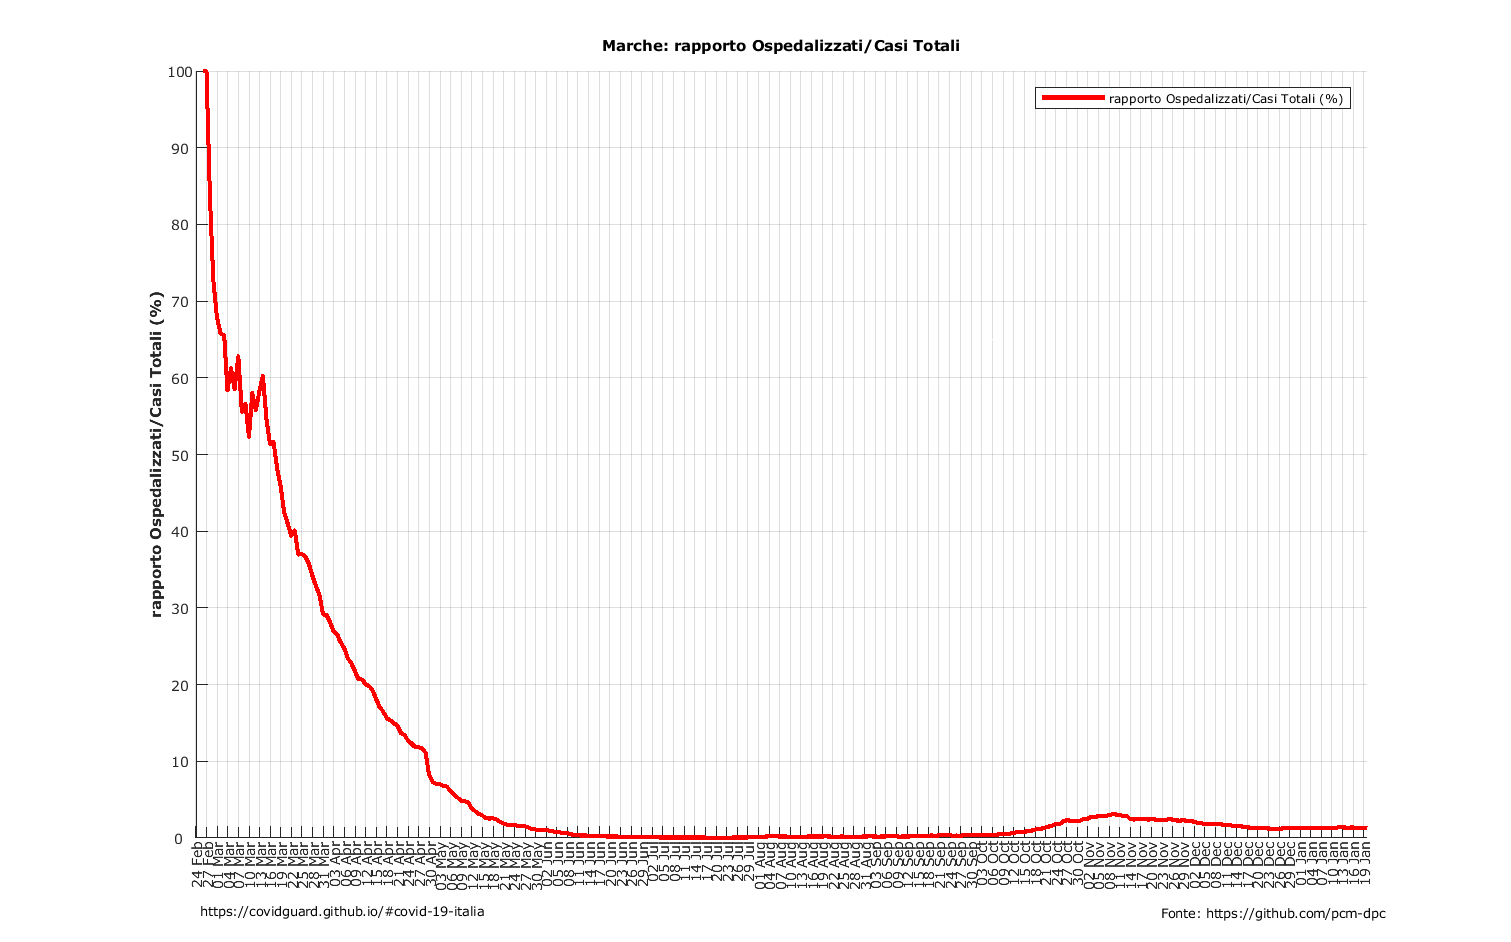 Marche: rapporto Ospedalizzati/Casi Totali
rapporto Ospedalizzati/Casi Totali (%)
rapporto Ospedalizzati/Casi Totali (%)
100
90
80
70
60
50
40
30
20
10
0
24 Feb
27 Feb
01 Mar
04 Mar
07 Mar
10 Mar
13 Mar
16 Mar
19 Mar
22 Mar
25 Mar
28 Mar
31 Mar
03 Apr
06 Apr
09 Apr
12 Apr
15 Apr
18 Apr
21 Apr
24 Apr
27 Apr
30 Apr
03 May
06 May
09 May
12 May
15 May
18 May
21 May
24 May
27 May
30 May
02 Jun
05 Jun
08 Jun
11 Jun
14 Jun
17 Jun
20 Jun
23 Jun
26 Jun
29 Jun
02 Jul
05 Jul
08 Jul
11 Jul
14 Jul
17 Jul
20 Jul
23 Jul
26 Jul
29 Jul
01 Aug
04 Aug
07 Aug
10 Aug
13 Aug
16 Aug
19 Aug
22 Aug
25 Aug
28 Aug
31 Aug
03 Sep
06 Sep
09 Sep
12 Sep
15 Sep
18 Sep
21 Sep
24 Sep
27 Sep
30 Sep
03 Oct
06 Oct
09 Oct
12 Oct
15 Oct
18 Oct
21 Oct
24 Oct
27 Oct
30 Oct
02 Nov
05 Nov
08 Nov
11 Nov
14 Nov
17 Nov
20 Nov
23 Nov
26 Nov
29 Nov
02 Dec
05 Dec
08 Dec
11 Dec
14 Dec
17 Dec
20 Dec
23 Dec
26 Dec
29 Dec
01 Jan
04 Jan
07 Jan
10 Jan
13 Jan
16 Jan
19 Jan
https://covidguard.github.io/#covid-19-italia
Fonte: https://github.com/pcm-dpc